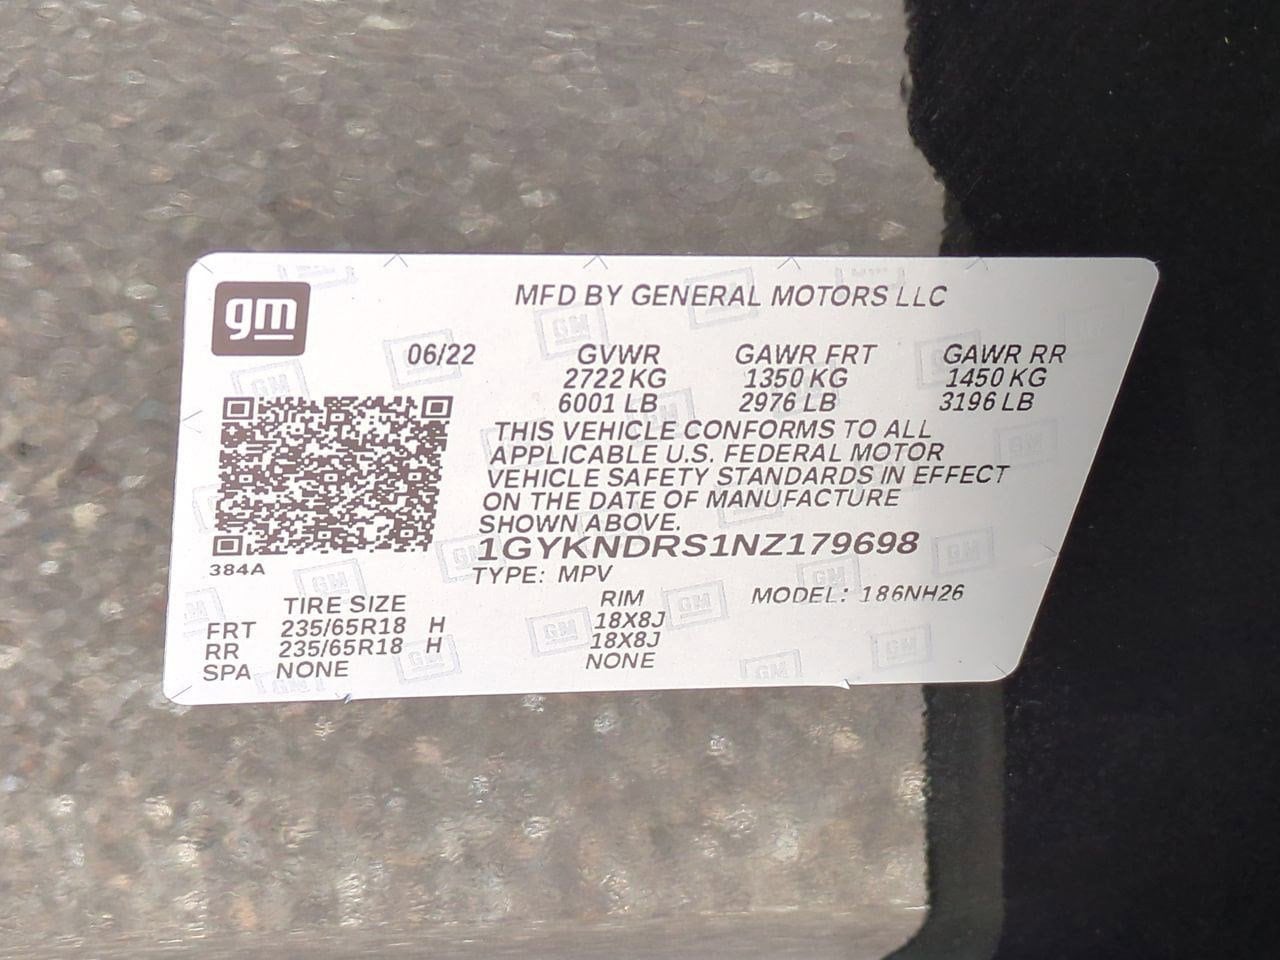 gm
MFD BY GENERAL MOTORS LLC
06/22 GVWR GAWR FRT GAWR RR
2722 KG 1350 KG 1450 KG
6001 LB 2976 LB 3196 LB
THIS VEHICLE CONFORMS TO ALL
APPLICABLE U.S. FEDERAL MOTOR
VEHICLE SAFETY STANDARDS IN EFFECT
ON THE DATE OF MANUFACTURE
SHOWN ABOVE.
1GYKNDRS1NZ179698
384A
TYPE: MPV
TIRE SIZE RIM MODEL: 186NH26
FRT 235/65R18 H 18X8J
RR 235/65R18 H 18X8J
SPA NONE NONE